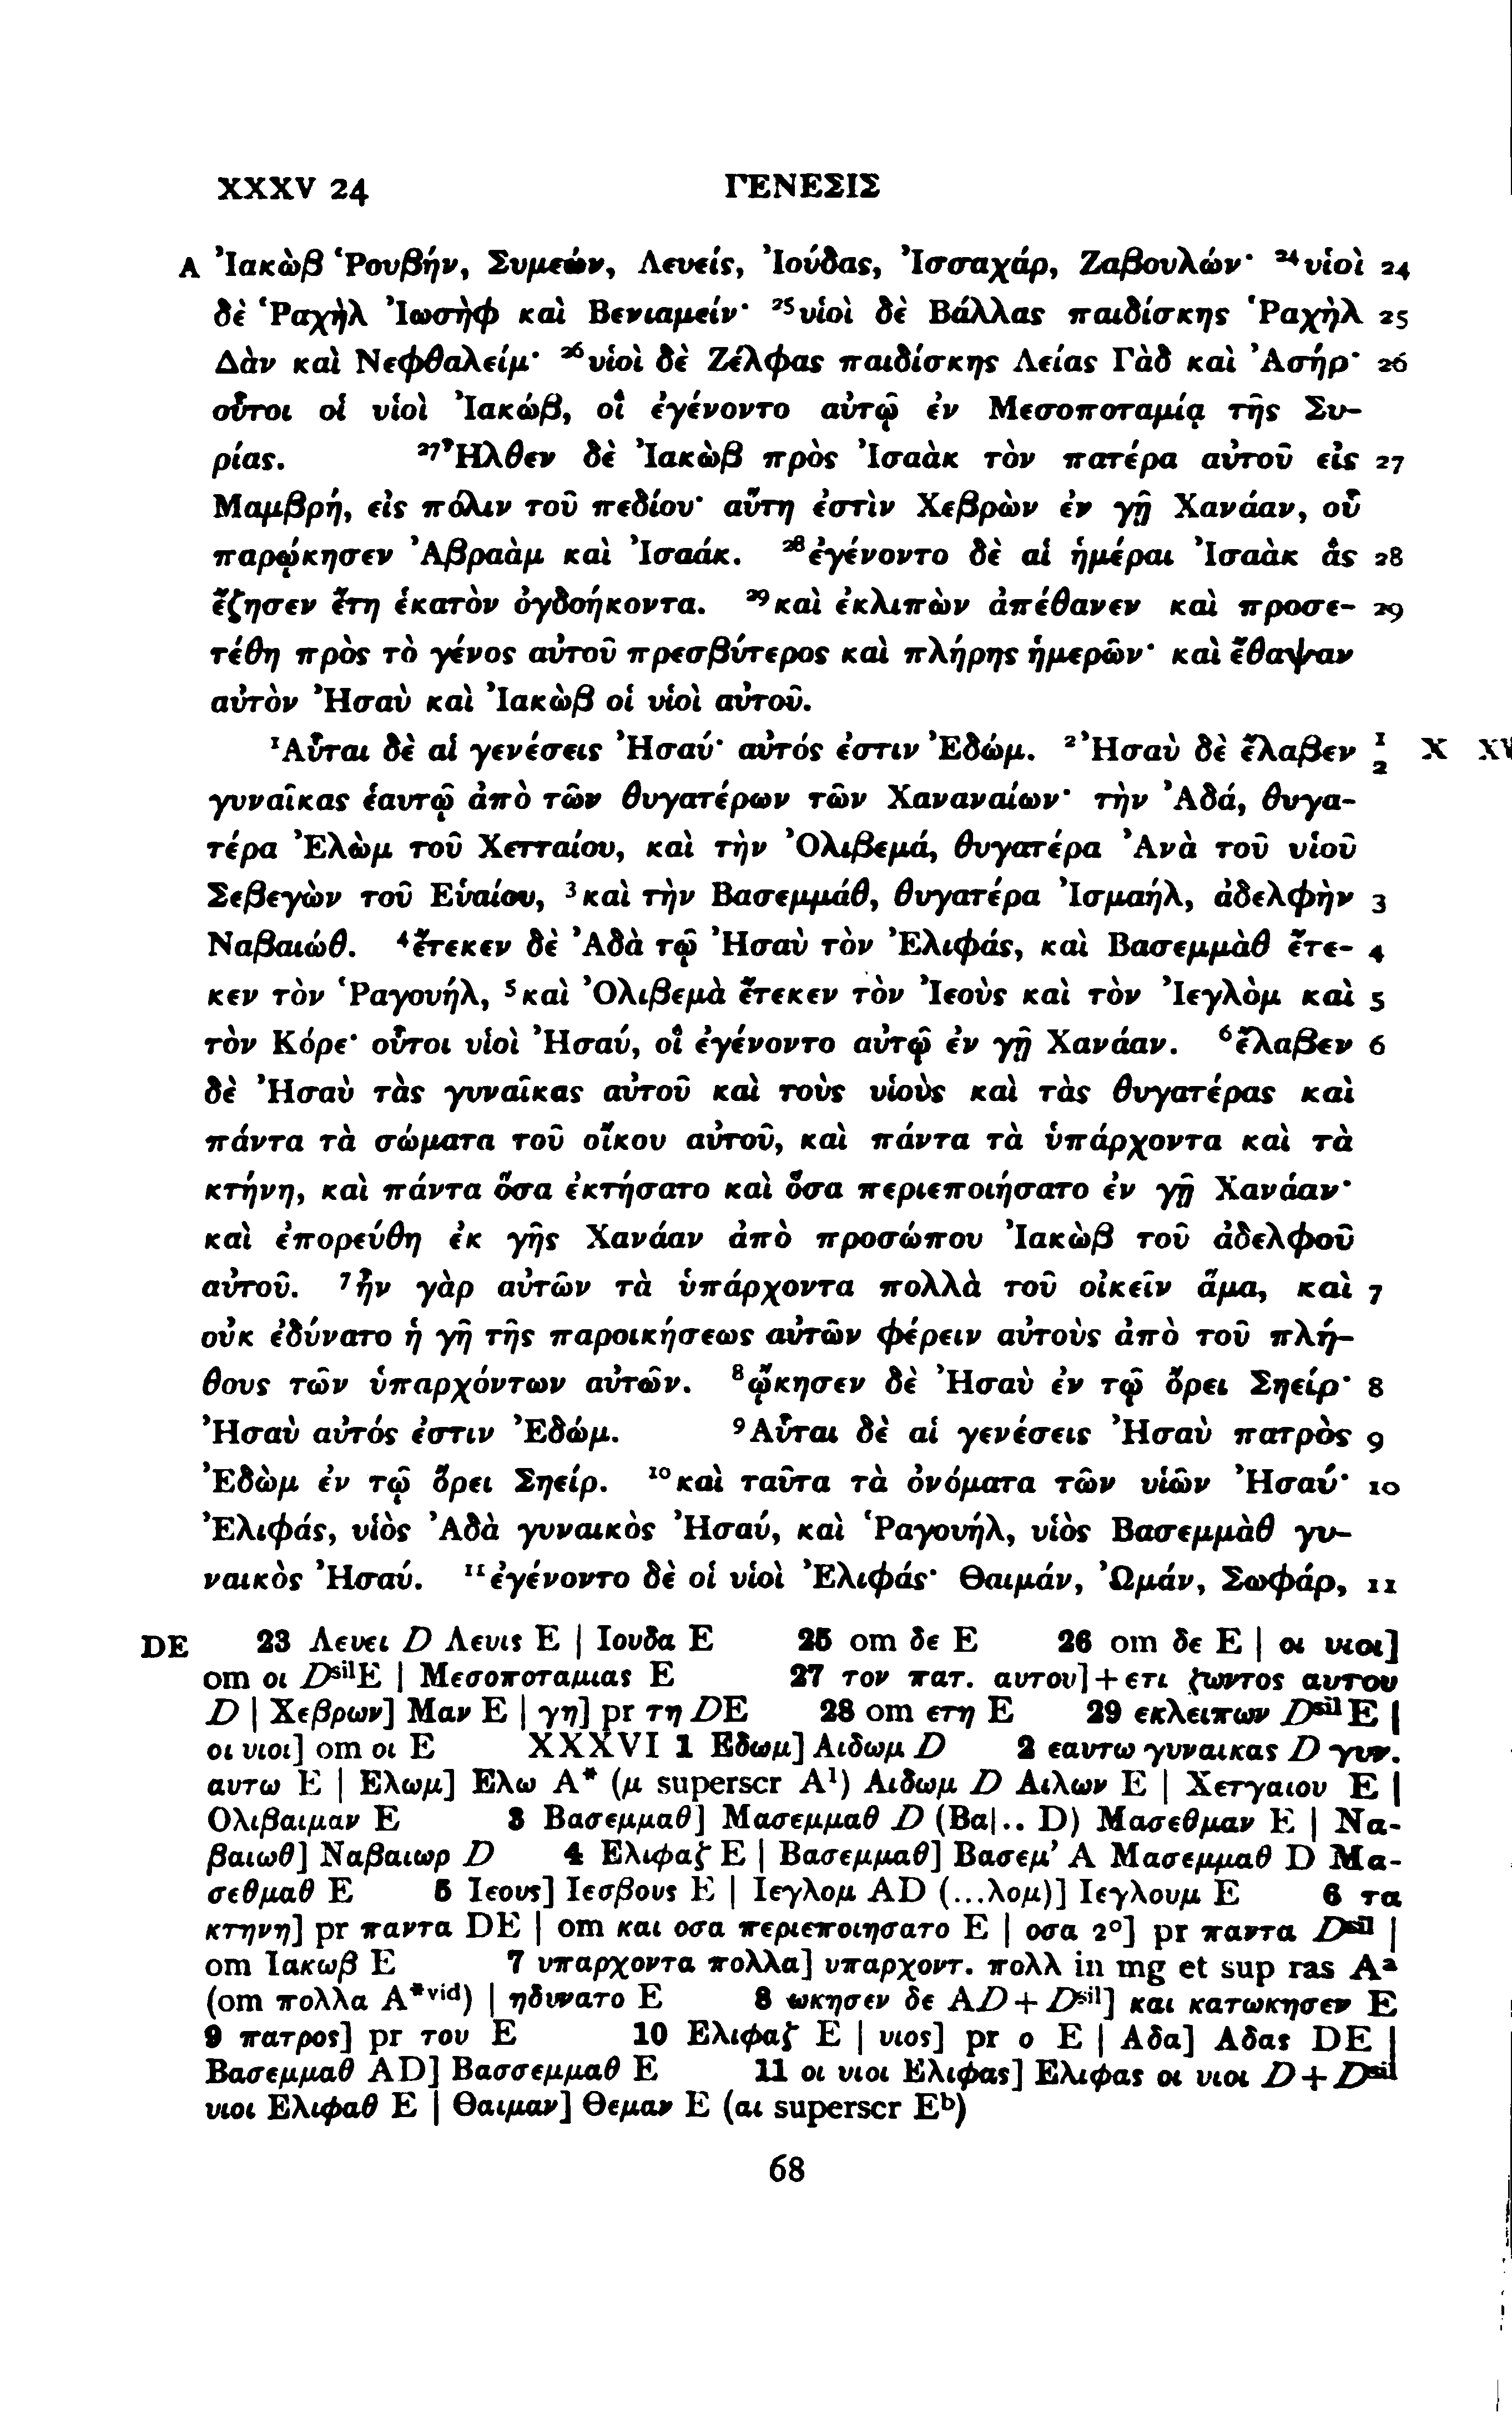 XXXV 24 ΓΕΝΕΣΙΣ
A Ἰακὼβ Ῥουβήν, Συμεών, Λευείς, Ἰούδας, Ἰσσαχάρ, Ζαβουλών· ²⁴υἱοὶ 24
δὲ Ῥαχὴλ Ἰωσὴφ καὶ Βενιαμείν· ²⁵υἱοὶ δὲ Βάλλας παιδίσκης Ῥαχὴλ 25
Δὰν καὶ Νεφθαλείμ· ²⁶υἱοὶ δὲ Ζέλφας παιδίσκης Λείας Γὰδ καὶ Ἀσήρ· 26
οὗτοι οἱ υἱοὶ Ἰακώβ, οἳ ἐγένοντο αὐτῷ ἐν Μεσοποταμίᾳ τῆς Συ-
ρίας. ²⁷Ἦλθεν δὲ Ἰακὼβ πρὸς Ἰσαὰκ τὸν πατέρα αὐτοῦ εἰς 27
Μαμβρή, εἰς πόλιν τοῦ πεδίου· αὕτη ἐστὶν Χεβρὼν ἐν γῇ Χανάαν, οὗ
παρῴκησεν Ἀβραὰμ καὶ Ἰσαάκ. ²⁸ἐγένοντο δὲ αἱ ἡμέραι Ἰσαὰκ ἃς 28
ἔζησεν ἔτη ἑκατὸν ὀγδοήκοντα. ²⁹καὶ ἐκλιπὼν ἀπέθανεν καὶ προσε- 29
τέθη πρὸς τὸ γένος αὐτοῦ πρεσβύτερος καὶ πλήρης ἡμερῶν· καὶ ἔθαψαν
αὐτὸν Ἠσαὺ καὶ Ἰακὼβ οἱ υἱοὶ αὐτοῦ.
¹Αὗται δὲ αἱ γενέσεις Ἠσαύ· αὐτός ἐστιν Ἐδώμ. ²Ἠσαὺ δὲ ἔλαβεν 1 2 X
γυναῖκας ἑαυτῷ ἀπὸ τῶν θυγατέρων τῶν Χαναναίων· τὴν Ἀδά, θυγα-
τέρα Ἐλὼμ τοῦ Χετταίου, καὶ τὴν Ὀλιβεμά, θυγατέρα Ἀνὰ τοῦ υἱοῦ
Σεβεγὼν τοῦ Εὑαίου, ³καὶ τὴν Βασεμμάθ, θυγατέρα Ἰσμαήλ, ἀδελφὴν 3
Ναβαιώθ. ⁴ἔτεκεν δὲ Ἀδὰ τῷ Ἠσαὺ τὸν Ἐλιφάς, καὶ Βασεμμὰθ ἔτε- 4
κεν τὸν Ῥαγουήλ, ⁵καὶ Ὀλιβεμὰ ἔτεκεν τὸν Ἰεοὺς καὶ τὸν Ἰεγλὸμ καὶ 5
τὸν Κόρε· οὗτοι υἱοὶ Ἠσαύ, οἳ ἐγένοντο αὐτῷ ἐν γῇ Χανάαν. ⁶ἔλαβεν 6
δὲ Ἠσαὺ τὰς γυναῖκας αὐτοῦ καὶ τοὺς υἱοὺς καὶ τὰς θυγατέρας καὶ
πάντα τὰ σώματα τοῦ οἴκου αὐτοῦ, καὶ πάντα τὰ ὑπάρχοντα καὶ τὰ
κτήνη, καὶ πάντα ὅσα ἐκτήσατο καὶ ὅσα περιεποιήσατο ἐν γῇ Χανάαν·
καὶ ἐπορεύθη ἐκ γῆς Χανάαν ἀπὸ προσώπου Ἰακὼβ τοῦ ἀδελφοῦ
αὐτοῦ. ⁷ἦν γὰρ αὐτῶν τὰ ὑπάρχοντα πολλὰ τοῦ οἰκεῖν ἅμα, καὶ 7
οὐκ ἐδύνατο ἡ γῆ τῆς παροικήσεως αὐτῶν φέρειν αὐτοὺς ἀπὸ τοῦ πλή-
θους τῶν ὑπαρχόντων αὐτῶν. ⁸ᾤκησεν δὲ Ἠσαὺ ἐν τῷ ὄρει Σηείρ· 8
Ἠσαὺ αὐτός ἐστιν Ἐδώμ. ⁹Αὗται δὲ αἱ γενέσεις Ἠσαὺ πατρὸς 9
Ἐδὼμ ἐν τῷ ὄρει Σηείρ. ¹⁰καὶ ταῦτα τὰ ὀνόματα τῶν υἱῶν Ἠσαύ· 10
Ἐλιφάς, υἱὸς Ἀδὰ γυναικὸς Ἠσαύ, καὶ Ῥαγουήλ, υἱὸς Βασεμμὰθ γυ-
ναικὸς Ἠσαύ. ¹¹ἐγένοντο δὲ οἱ υἱοὶ Ἐλιφάς· Θαιμάν, Ὠμάν, Σωφάρ, 11
DE 23 Λευει D Λευις E | Ιουδα E 25 om δε E 26 om δε E | οι υιοι]
om οι Dˢⁱˡ E | Μεσοποταμιας E 27 τον πατ. αυτου]+ετι ζωντος αυτου
D | Χεβρων] Μαν E | γη] pr τη DE 28 om ετη E 29 εκλειπων Dˢⁱˡ E |
οι υιοι] om οι E XXXVI 1 Εδωμ] Αιδωμ D 2 εαυτω γυναικας D γυν.
αυτω E | Ελωμ] Ελω A* (μ superscr A¹) Αιδωμ D Αιλων E | Χετγαιου E |
Ολιβαιμαν E 3 Βασεμμαθ] Μασεμμαθ D (Βα|.. D) Μασεθμαν E | Να-
βαιωθ] Ναβαιωρ D 4 Ελιφαζ E | Βασεμμαθ] Βασεμ’ A Μασεμμαθ D Μα-
σεθμαθ E 5 Ιεους] Ιεσβους E | Ιεγλομ AD (...λομ)] Ιεγλουμ E 6 τα
κτηνη] pr παντα DE | om και οσα περιεποιησατο E | οσα 2°] pr παντα Dˢⁱˡ |
om Ιακωβ E 7 υπαρχοντα πολλα] υπαρχοντ. πολλ in mg et sup ras Aᵃ
(om πολλα A*ᵛⁱᵈ) | ηδυνατο E 8 ωκησεν δε AD+Dˢⁱˡ] και κατωκησεν E
9 πατρος] pr του E 10 Ελιφαζ E | υιος] pr ο E | Αδα] Αδας DE |
Βασεμμαθ AD] Βασσεμμαθ E 11 οι υιοι Ελιφας] Ελιφας οι υιοι D+Dˢⁱˡ
υιοι Ελιφαθ E | Θαιμαν] Θεμαν E (αι superscr Eᵇ)
68